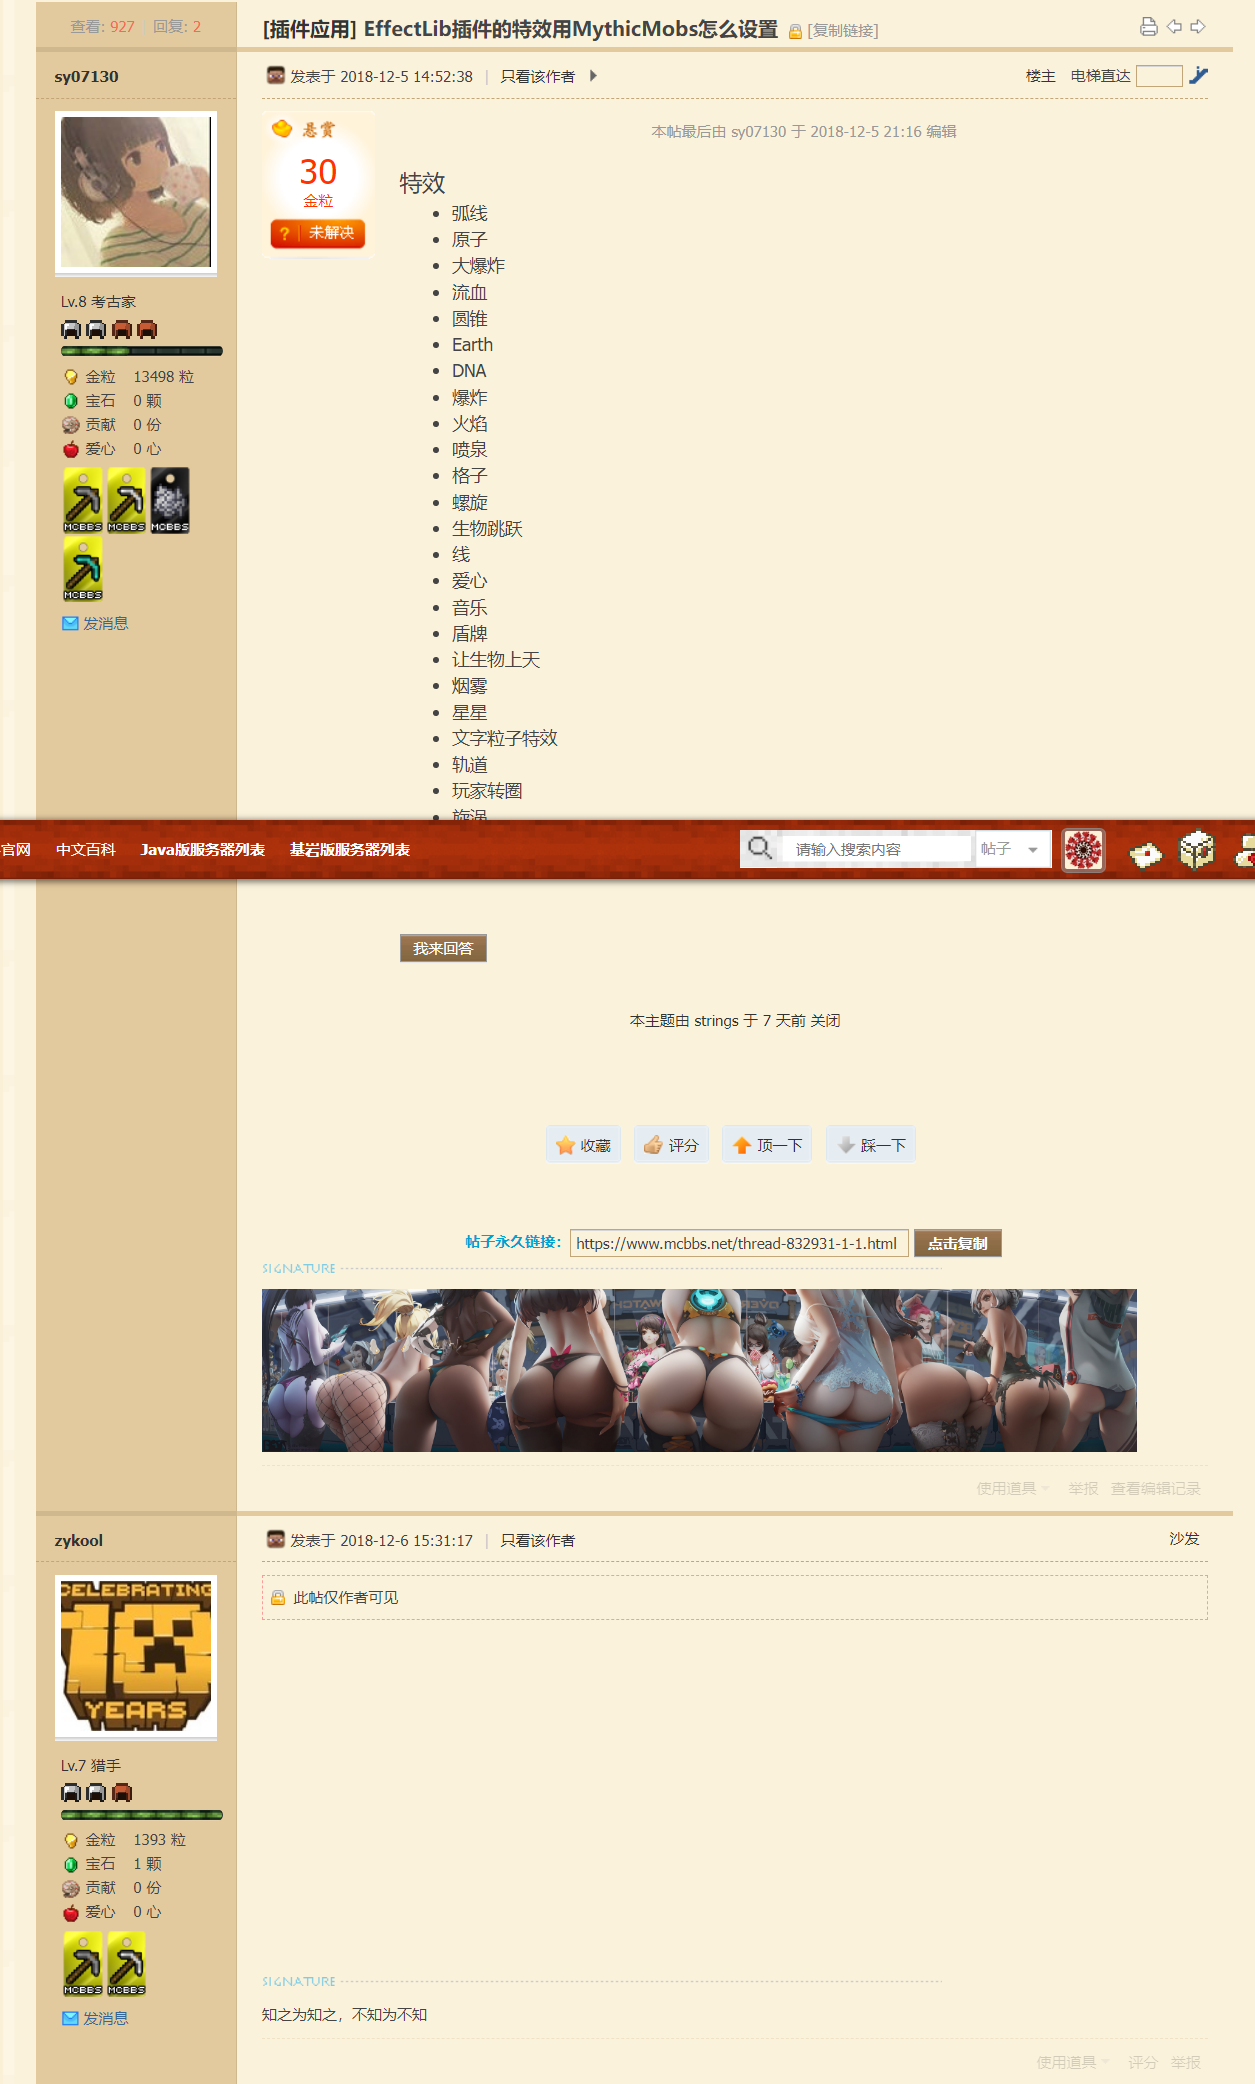 查看: 927 | 回复: 2
[插件应用] EffectLib插件的特效用MythicMobs怎么设置 [复制链接]
sy07130
发表于 2018-12-5 14:52:38 | 只看该作者
楼主 电梯直达
Lv.8 考古家
金粒 13498 粒
宝石 0 颗
贡献 0 份
爱心 0 心
MCBBS MCBBS MCBBS
MCBBS
发消息
悬赏
30
金粒
? 未解决
本帖最后由 sy07130 于 2018-12-5 21:16 编辑
特效
• 弧线
• 原子
• 大爆炸
• 流血
• 圆锥
• Earth
• DNA
• 爆炸
• 火焰
• 喷泉
• 格子
• 螺旋
• 生物跳跃
• 线
• 爱心
• 音乐
• 盾牌
• 让生物上天
• 烟雾
• 星星
• 文字粒子特效
• 轨道
• 玩家转圈
• 旋涡
官网 中文百科 Java版服务器列表 基岩版服务器列表 请输入搜索内容 帖子
我来回答
本主题由 strings 于 7 天前 关闭
收藏 评分 顶一下 踩一下
帖子永久链接: https://www.mcbbs.net/thread-832931-1-1.html 点击复制
SIGNATURE
使用道具 举报 查看编辑记录
zykool
发表于 2018-12-6 15:31:17 | 只看该作者
沙发
CELEBRATING
10
YEARS
Lv.7 猎手
金粒 1393 粒
宝石 1 颗
贡献 0 份
爱心 0 心
MCBBS MCBBS
发消息
此帖仅作者可见
SIGNATURE
知之为知之，不知为不知
使用道具 评分 举报